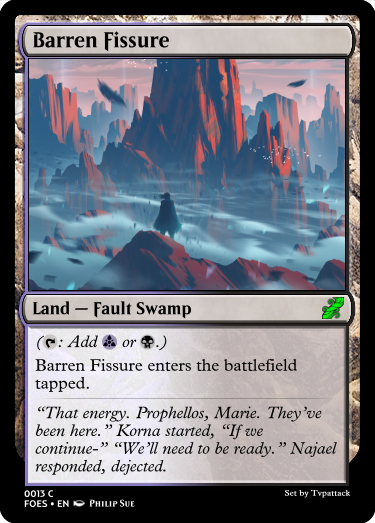 Barren Fissure
Land — Fault Swamp
(: Add or .)
Barren Fissure enters the battlefield
tapped.
“That energy. Prophellos, Marie. They’ve
been here.” Korna started, “If we
continue-” “We’ll need to be ready.” Najael
responded, dejected.
0013 C
FOES • EN Philip Sue
Set by Tvpattack